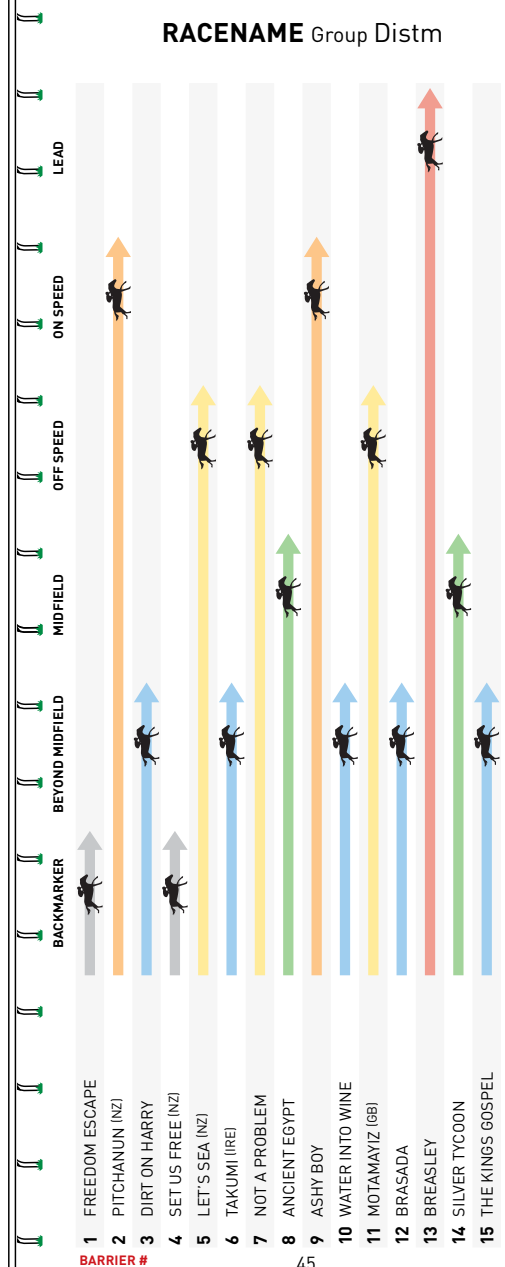 RACENAME Group Distm
LEAD
ON SPEED
OFF SPEED
MIDFIELD
BEYOND MIDFIELD
BACKMARKER
1 FREEDOM ESCAPE
2 PITCHANUN (NZ)
3 DIRT ON HARRY
4 SET US FREE (NZ)
5 LET'S SEA (NZ)
6 TAKUMI (IRE)
7 NOT A PROBLEM
8 ANCIENT EGYPT
9 ASHY BOY
10 WATER INTO WINE
11 MOTAMAYIZ (GB)
12 BRASADA
13 BREASLEY
14 SILVER TYCOON
15 THE KINGS GOSPEL
BARRIER #
45